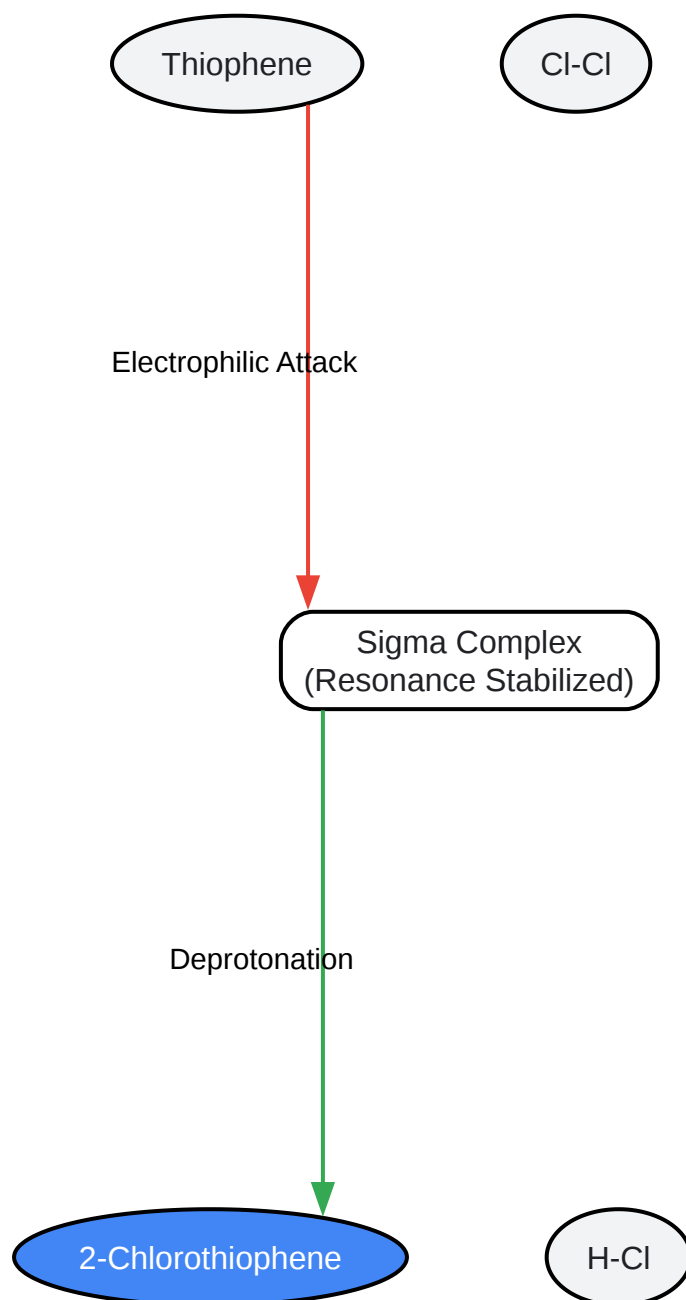 Thiophene
Cl-Cl
Electrophilic Attack
Sigma Complex
(Resonance Stabilized)
Deprotonation
2-Chlorothiophene
H-Cl